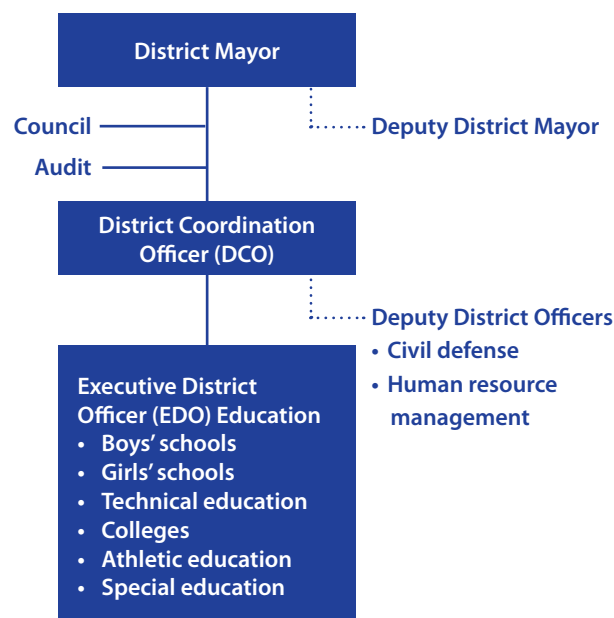 District Mayor
Council
Deputy District Mayor
Audit
District Coordination
Officer (DCO)
Deputy District Officers
• Civil defense
• Human resource
management
Executive District
Officer (EDO) Education
• Boys’ schools
• Girls’ schools
• Technical education
• Colleges
• Athletic education
• Special education